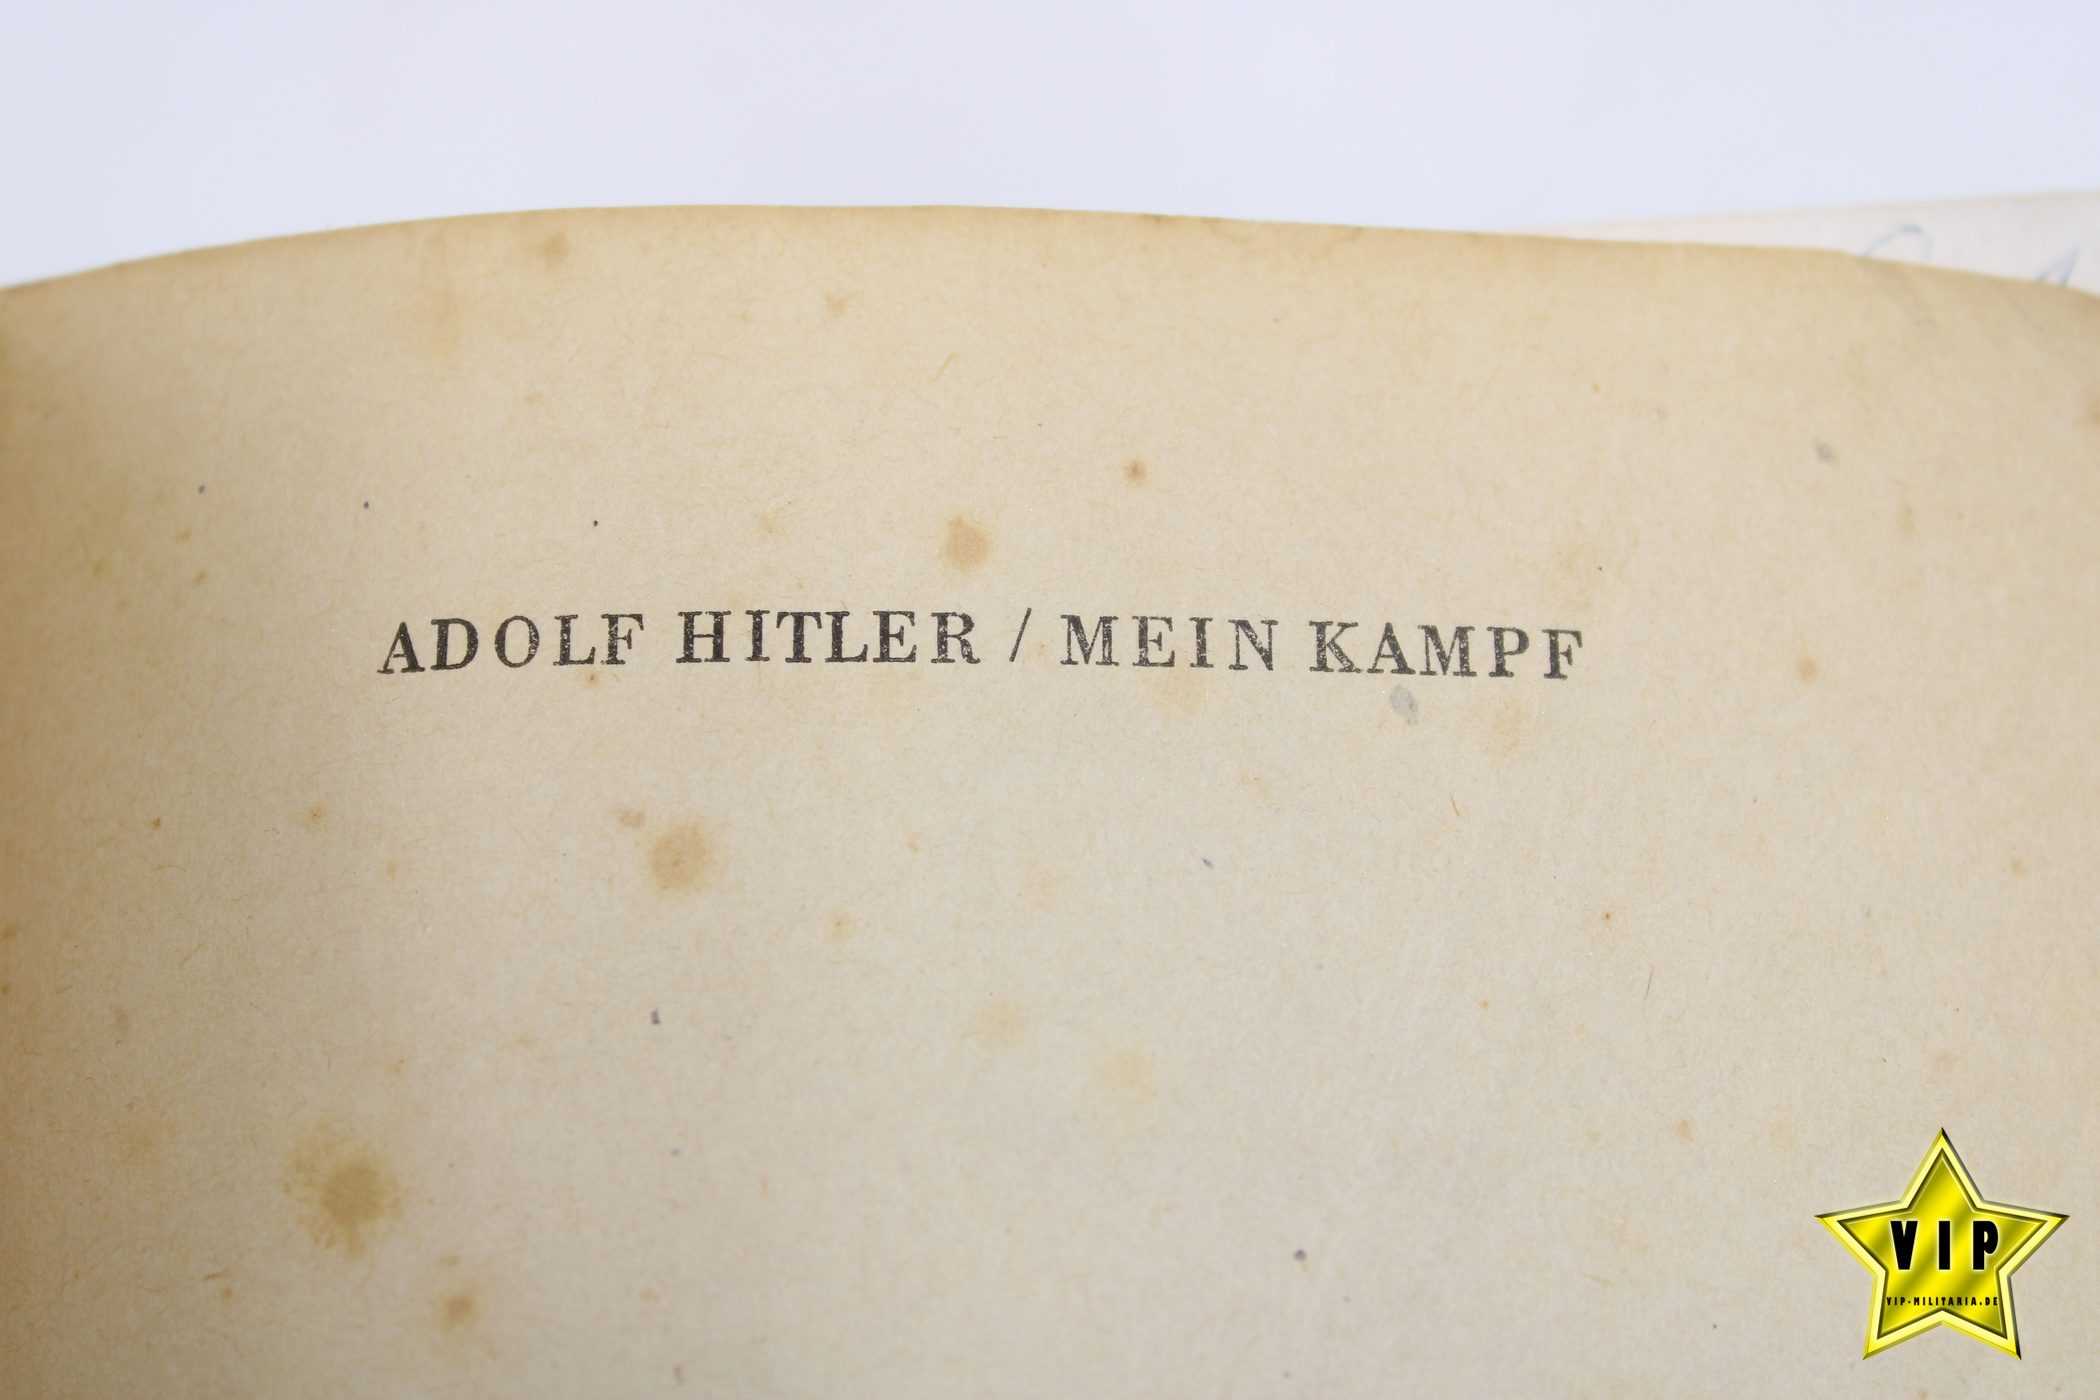 ADOLF HITLER / MEIN KAMPF
VIP
VIP-MILITARIA.DE